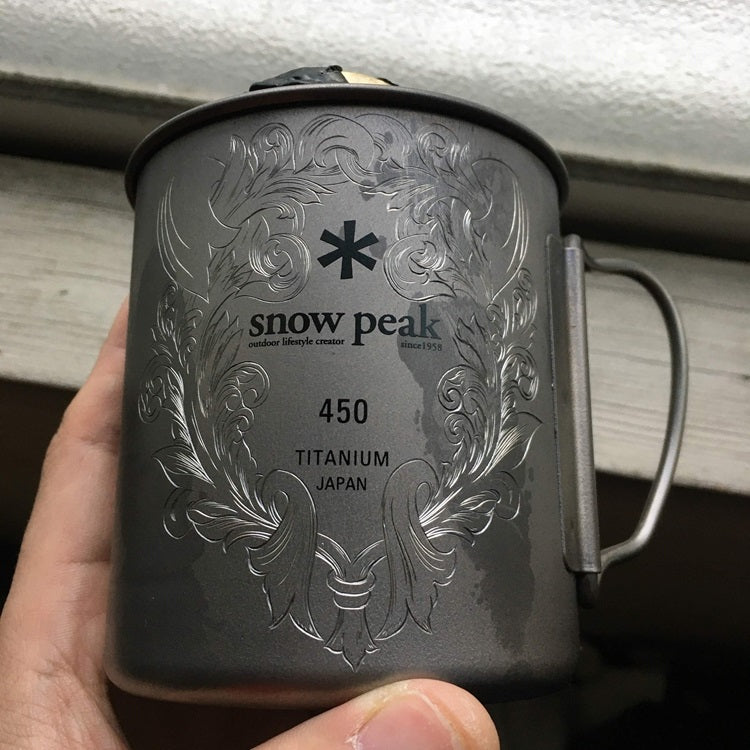 snow peak
outdoor lifestyle creator since1958
450
TITANIUM
JAPAN